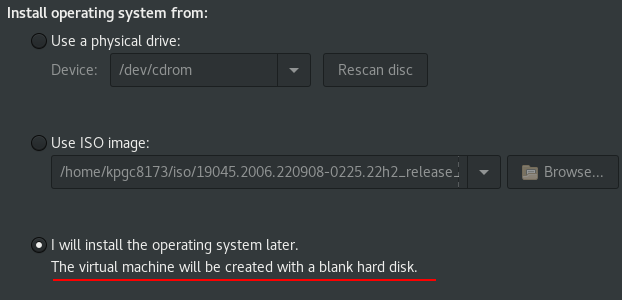 Install operating system from:
Use a physical drive:
Device: /dev/cdrom Rescan disc
Use ISO image:
/home/kpgc8173/iso/19045.2006.220908-0225.22h2_release_ Browse...
I will install the operating system later.
The virtual machine will be created with a blank hard disk.